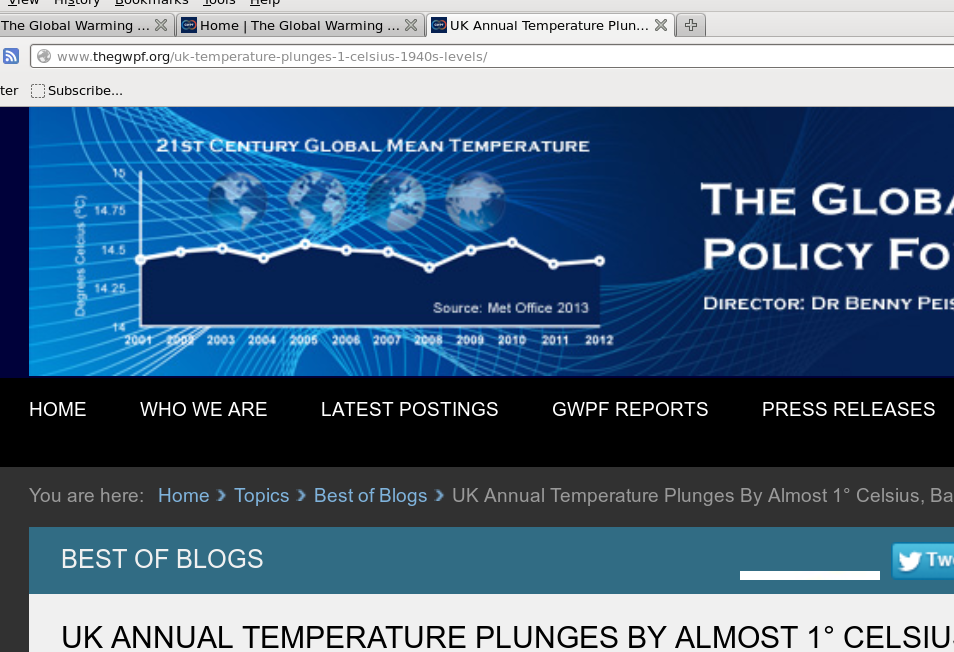 View History Bookmarks Tools Help
The Global Warming ... Home | The Global Warming ... UK Annual Temperature Plun...
www.thegwpf.org/uk-temperature-plunges-1-celsius-1940s-levels/
ter Subscribe...
21st Century Global Mean Temperature
15
14.75
14.5
14.25
14
Degrees Celcius (ºC)
Source: Met Office 2013
2001 2002 2003 2004 2005 2006 2007 2008 2009 2010 2011 2012
The Globa
Policy Fo
Director: Dr Benny Peis
HOME WHO WE ARE LATEST POSTINGS GWPF REPORTS PRESS RELEASES
You are here: Home Topics Best of Blogs UK Annual Temperature Plunges By Almost 1° Celsius, Ba
BEST OF BLOGS
Twe
UK ANNUAL TEMPERATURE PLUNGES BY ALMOST 1° CELSIUS